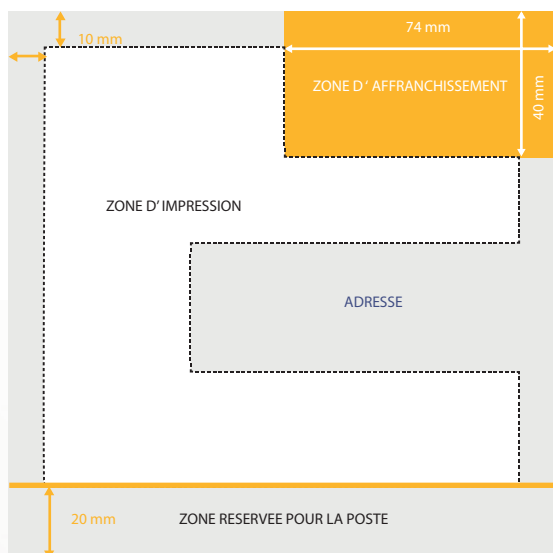 74 mm
10 mm
ZONE D ' AFFRANCHISSEMENT
40 mm
ZONE D' IMPRESSION
ADRESSE
20 mm
ZONE RESERVEE POUR LA POSTE